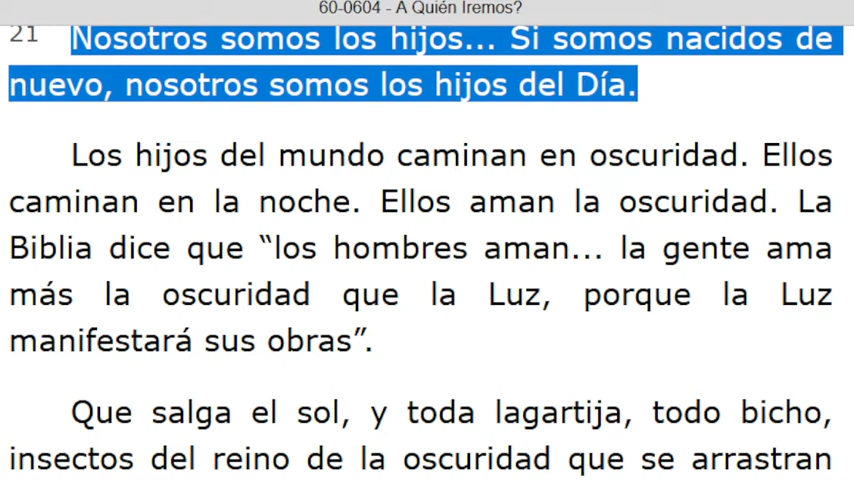 60-0604 - A Quién Iremos?
21 Nosotros somos los hijos... Si somos nacidos de
nuevo, nosotros somos los hijos del Día.
Los hijos del mundo caminan en oscuridad. Ellos
caminan en la noche. Ellos aman la oscuridad. La
Biblia dice que “los hombres aman... la gente ama
más la oscuridad que la Luz, porque la Luz
manifestará sus obras”.
Que salga el sol, y toda lagartija, todo bicho,
insectos del reino de la oscuridad que se arrastran